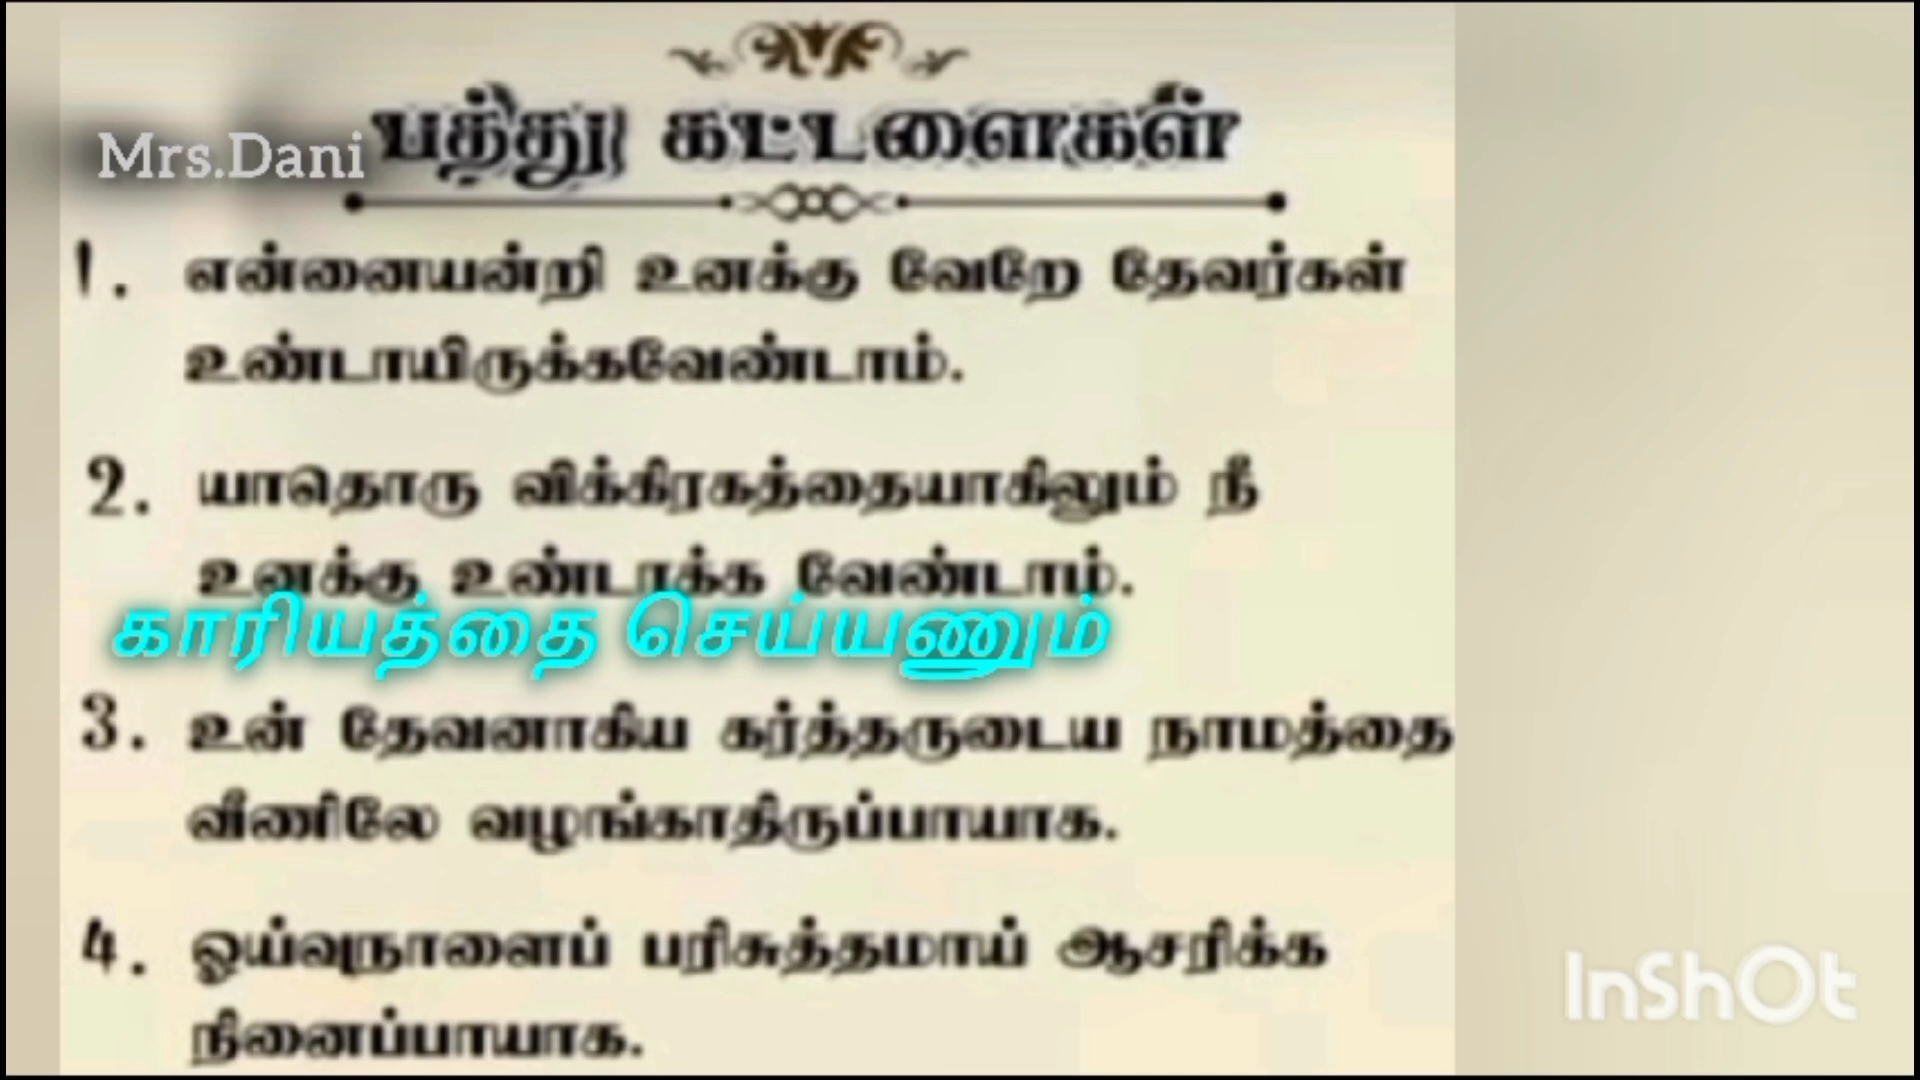 பத்து கட்டளைகள்
Mrs.Dani
1. என்னையன்றி உனக்கு வேறே தேவர்கள்
உண்டாயிருக்கவேண்டாம்.
2. யாதொரு விக்கிரகத்தையாகிலும் நீ
உனக்கு உண்டாக்க வேண்டாம்.
காரியத்தை செய்யணும்
3. உன் தேவனாகிய கர்த்தருடைய நாமத்தை
வீணிலே வழங்காதிருப்பாயாக.
4. ஓய்வுநாளைப் பரிசுத்தமாய் ஆசரிக்க
நினைப்பாயாக.
InShOt